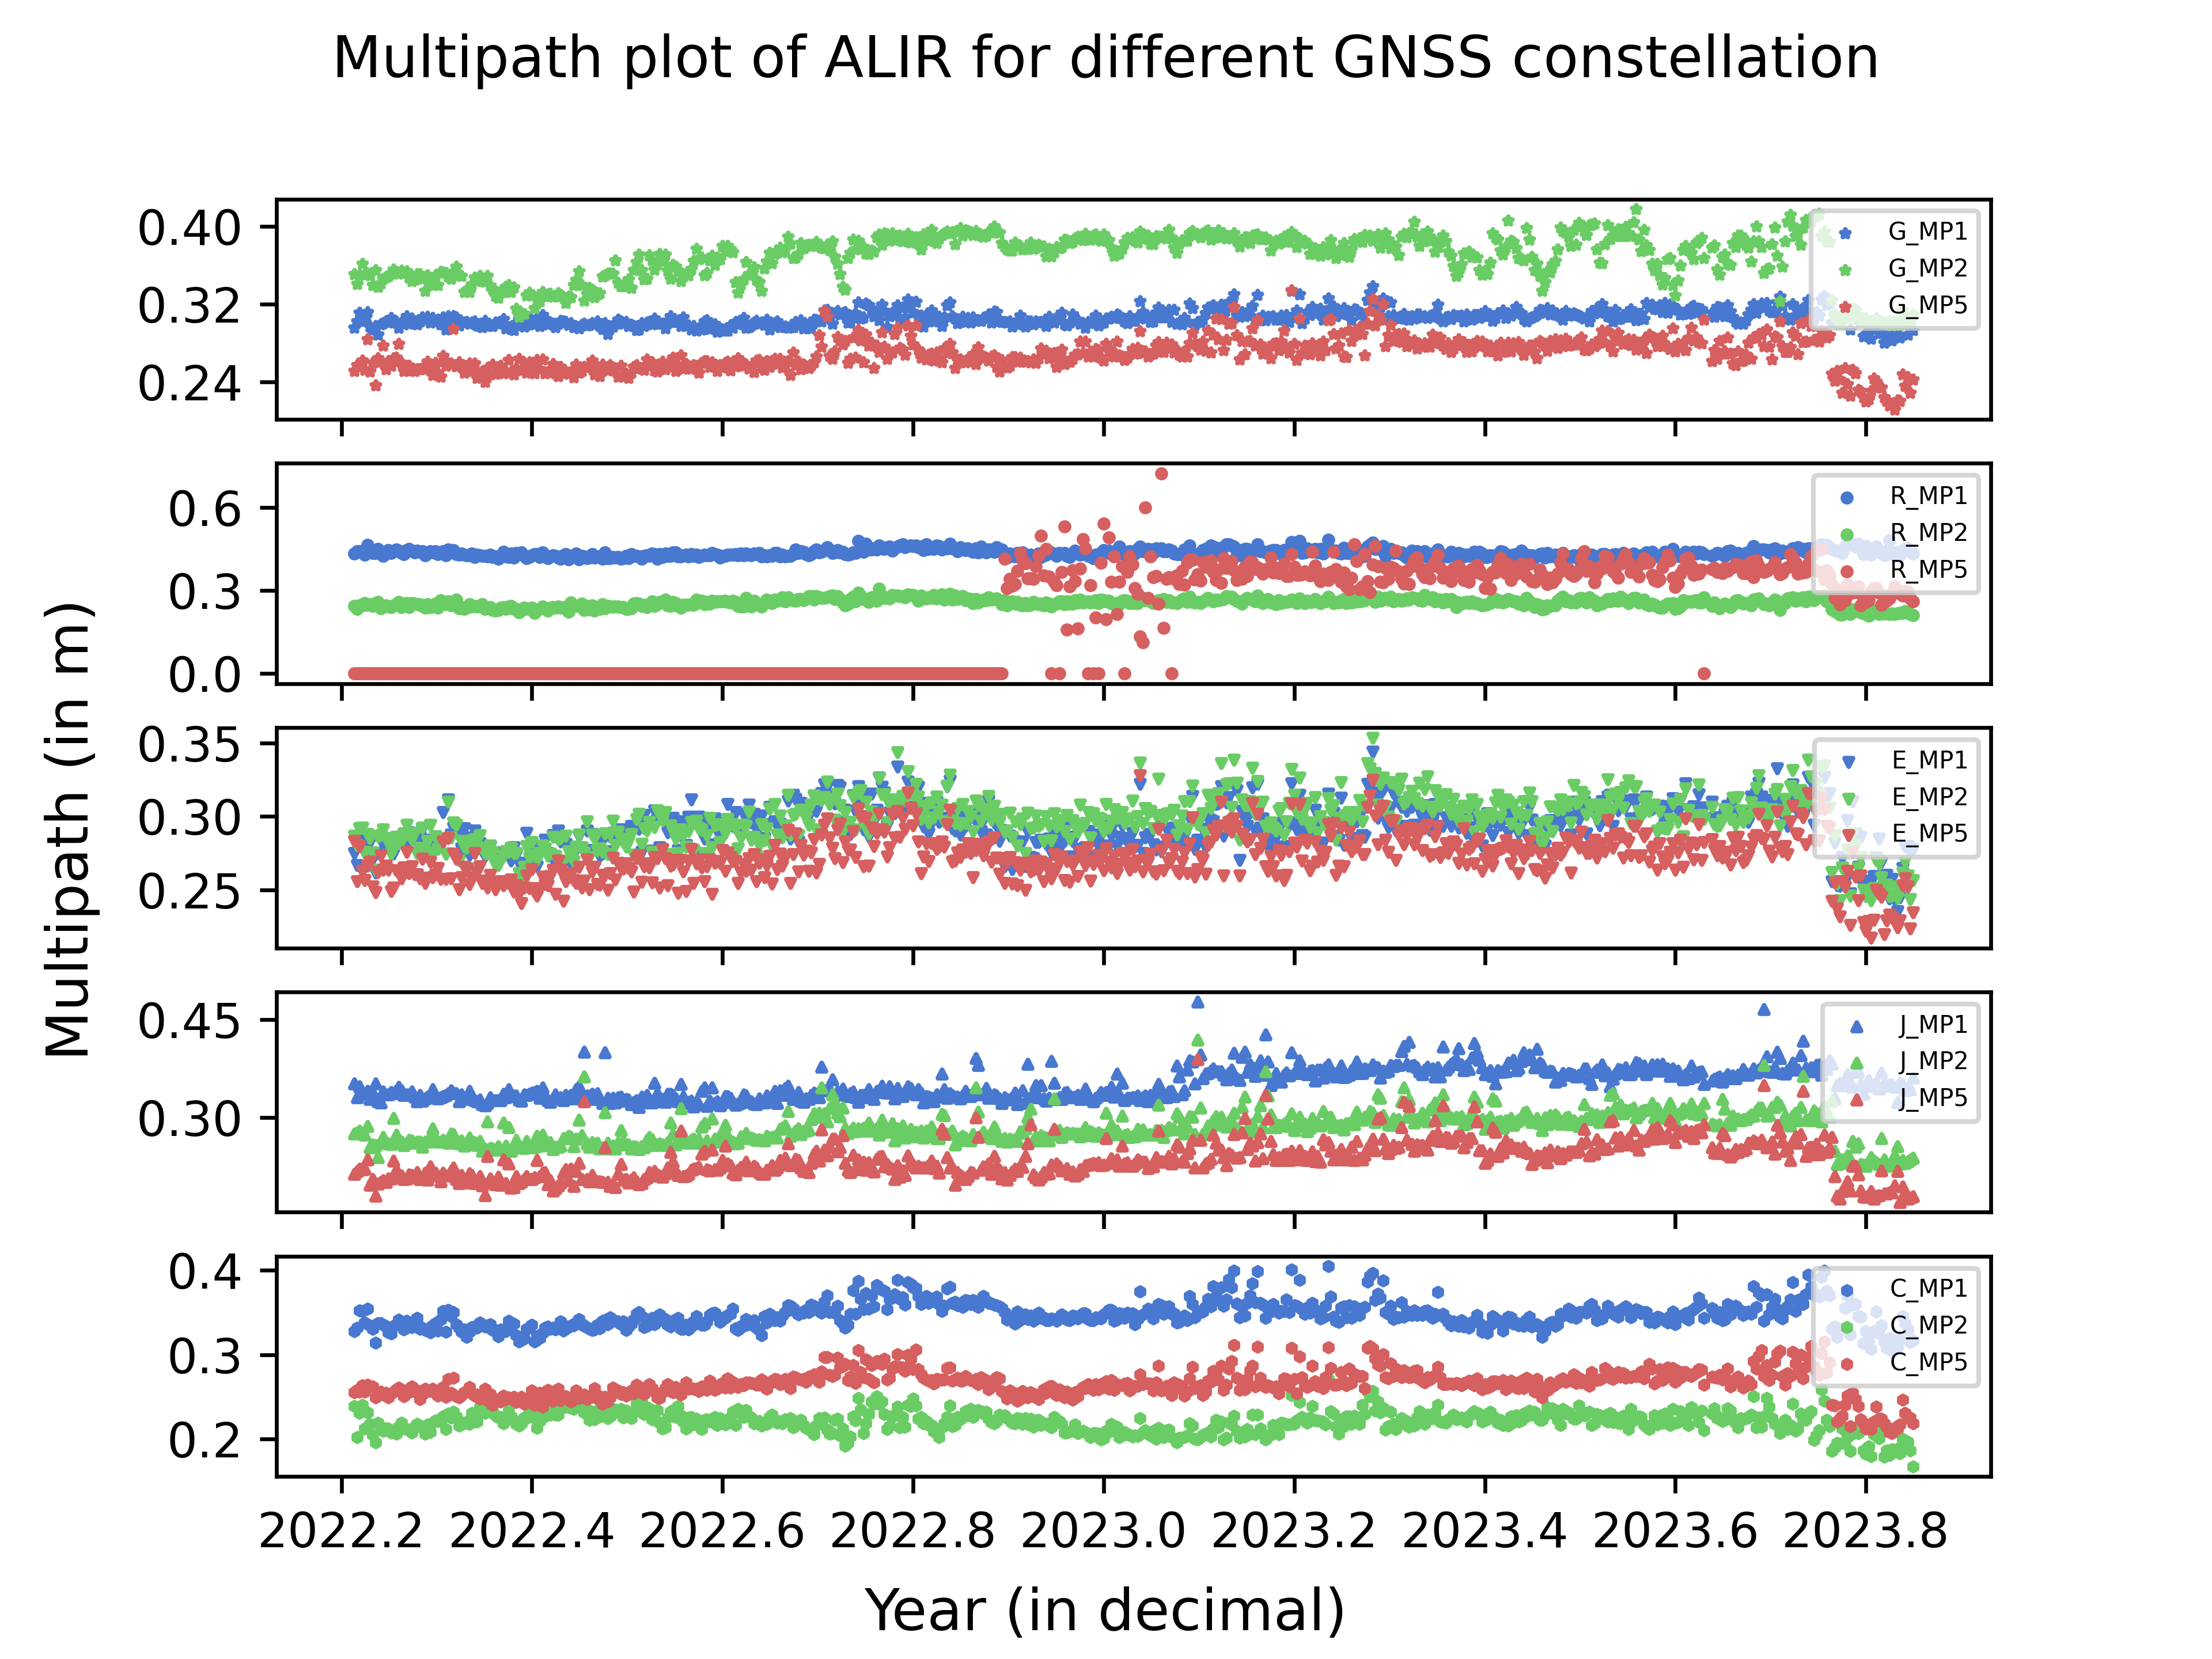 Multipath plot of ALIR for different GNSS constellation
0.40
0.32
0.24
G_MP1
G_MP2
G_MP5
0.6
0.3
0.0
R_MP1
R_MP2
R_MP5
0.35
0.30
0.25
E_MP1
E_MP2
E_MP5
0.45
0.30
J_MP1
J_MP2
J_MP5
0.4
0.3
0.2
C_MP1
C_MP2
C_MP5
Multipath (in m)
2022.2 2022.4 2022.6 2022.8 2023.0 2023.2 2023.4 2023.6 2023.8
Year (in decimal)